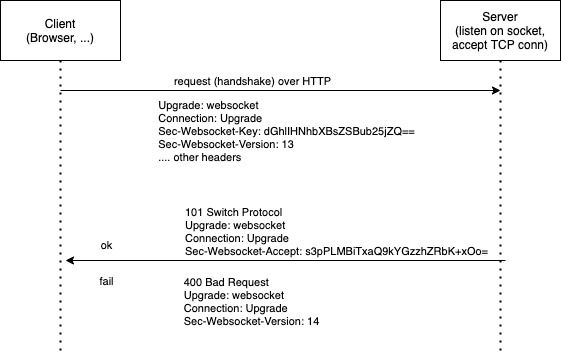 Client
(Browser, ...)
Server
(listen on socket,
accept TCP conn)
request (handshake) over HTTP
Upgrade: websocket
Connection: Upgrade
Sec-Websocket-Key: dGhlIHNhbXBsZSBub25jZQ==
Sec-Websocket-Version: 13
.... other headers
101 Switch Protocol
Upgrade: websocket
Connection: Upgrade
ok
Sec-Websocket-Accept: s3pPLMBiTxaQ9kYGzzhZRbK+xOo=
fail
400 Bad Request
Upgrade: websocket
Connection: Upgrade
Sec-Websocket-Version: 14